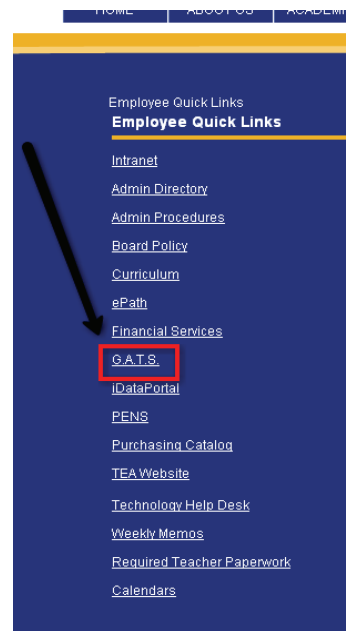 HOME ABOUT US ACADEMI
Employee Quick Links
Employee Quick Links
Intranet
Admin Directory
Admin Procedures
Board Policy
Curriculum
ePath
Financial Services
G.A.T.S.
iDataPortal
PENS
Purchasing Catalog
TEA Website
Technology Help Desk
Weekly Memos
Required Teacher Paperwork
Calendars